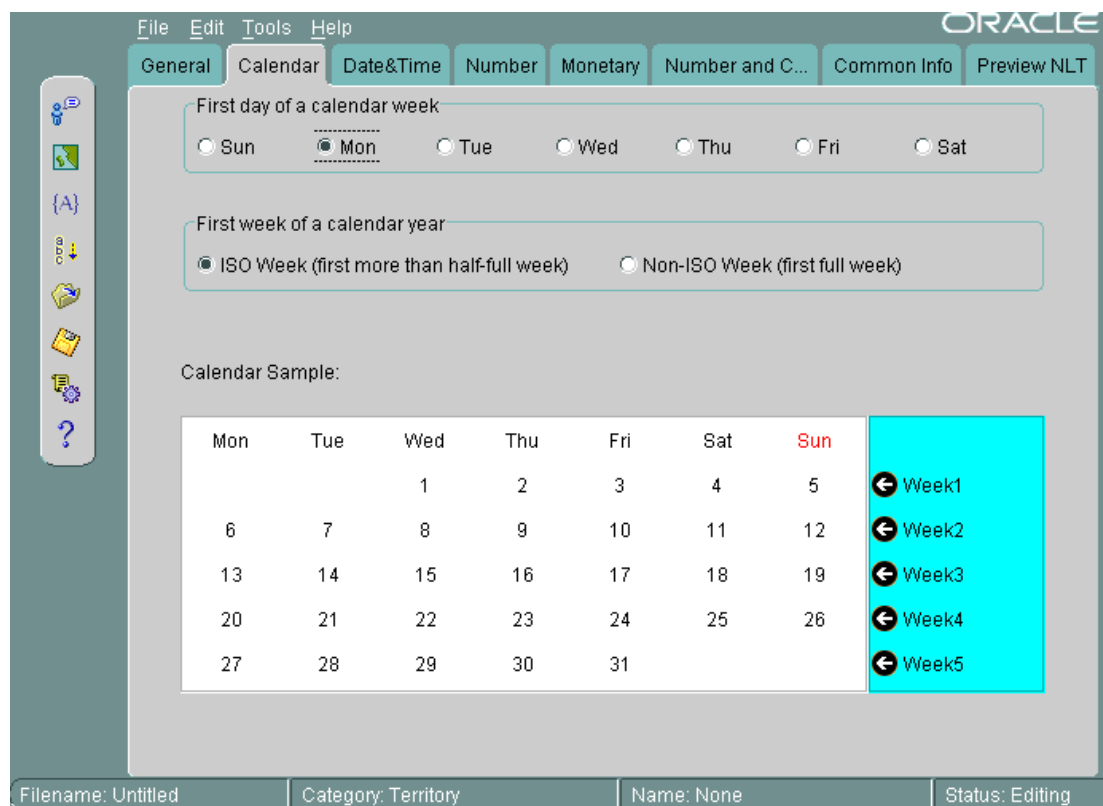 File Edit Tools Help
ORACLE
General Calendar Date&Time Number Monetary Number and C... Common Info Preview NLT
First day of a calendar week
Sun Mon Tue Wed Thu Fri Sat
{A}
a
b
c
First week of a calendar year
ISO Week (first more than half-full week) Non-ISO Week (first full week)
Calendar Sample:
?
Mon Tue Wed Thu Fri Sat Sun
1 2 3 4 5 Week1
6 7 8 9 10 11 12 Week2
13 14 15 16 17 18 19 Week3
20 21 22 23 24 25 26 Week4
27 28 29 30 31 Week5
Filename: Untitled Category: Territory Name: None Status: Editing